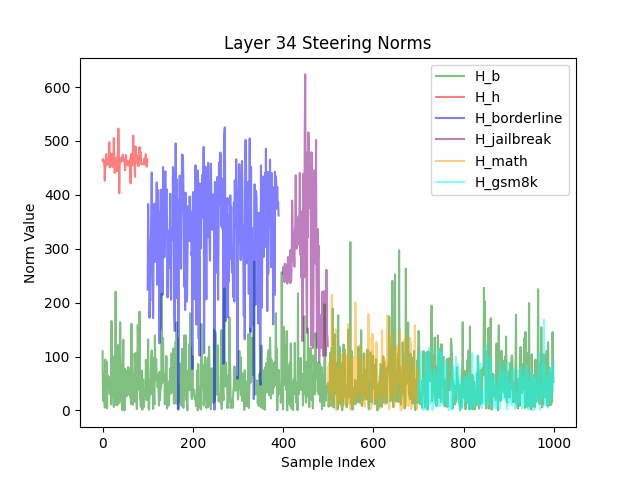 Layer 34 Steering Norms
Norm Value
600
500
400
300
200
100
0
H_b
H_h
H_borderline
H_jailbreak
H_math
H_gsm8k
0 200 400 600 800 1000
Sample Index